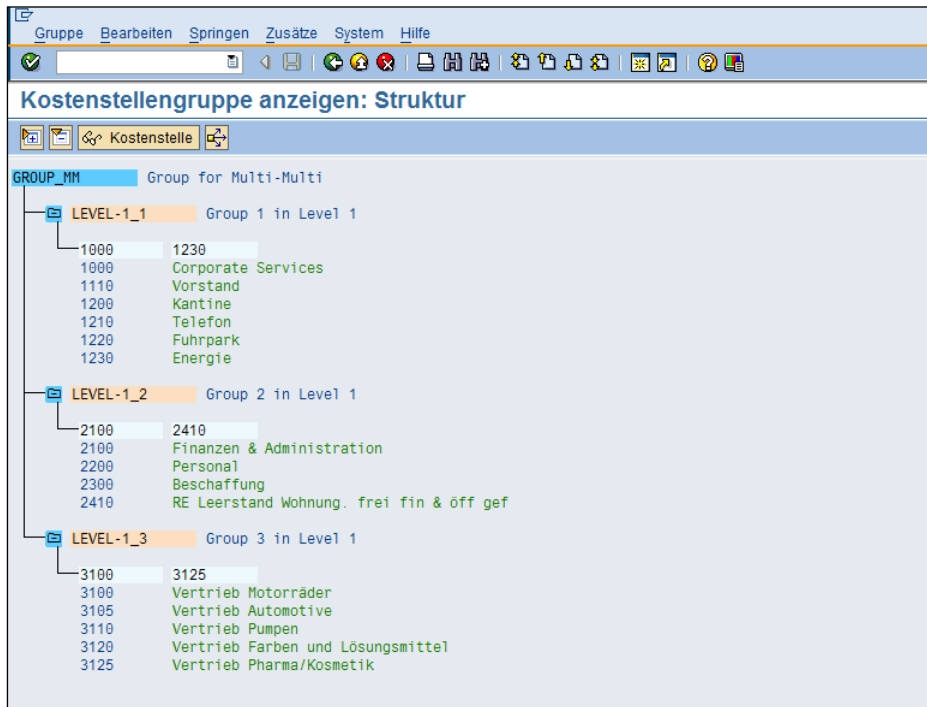 Gruppe Bearbeiten Springen Zusätze System Hilfe
Kostenstellengruppe anzeigen: Struktur
Kostenstelle
GROUP_MM Group for Multi-Multi
LEVEL-1_1 Group 1 in Level 1
1000 1230
1000 Corporate Services
1110 Vorstand
1200 Kantine
1210 Telefon
1220 Fuhrpark
1230 Energie
LEVEL-1_2 Group 2 in Level 1
2100 2410
2100 Finanzen & Administration
2200 Personal
2300 Beschaffung
2410 RE Leerstand Wohnung. frei fin & öff gef
LEVEL-1_3 Group 3 in Level 1
3100 3125
3100 Vertrieb Motorräder
3105 Vertrieb Automotive
3110 Vertrieb Pumpen
3120 Vertrieb Farben und Lösungsmittel
3125 Vertrieb Pharma/Kosmetik